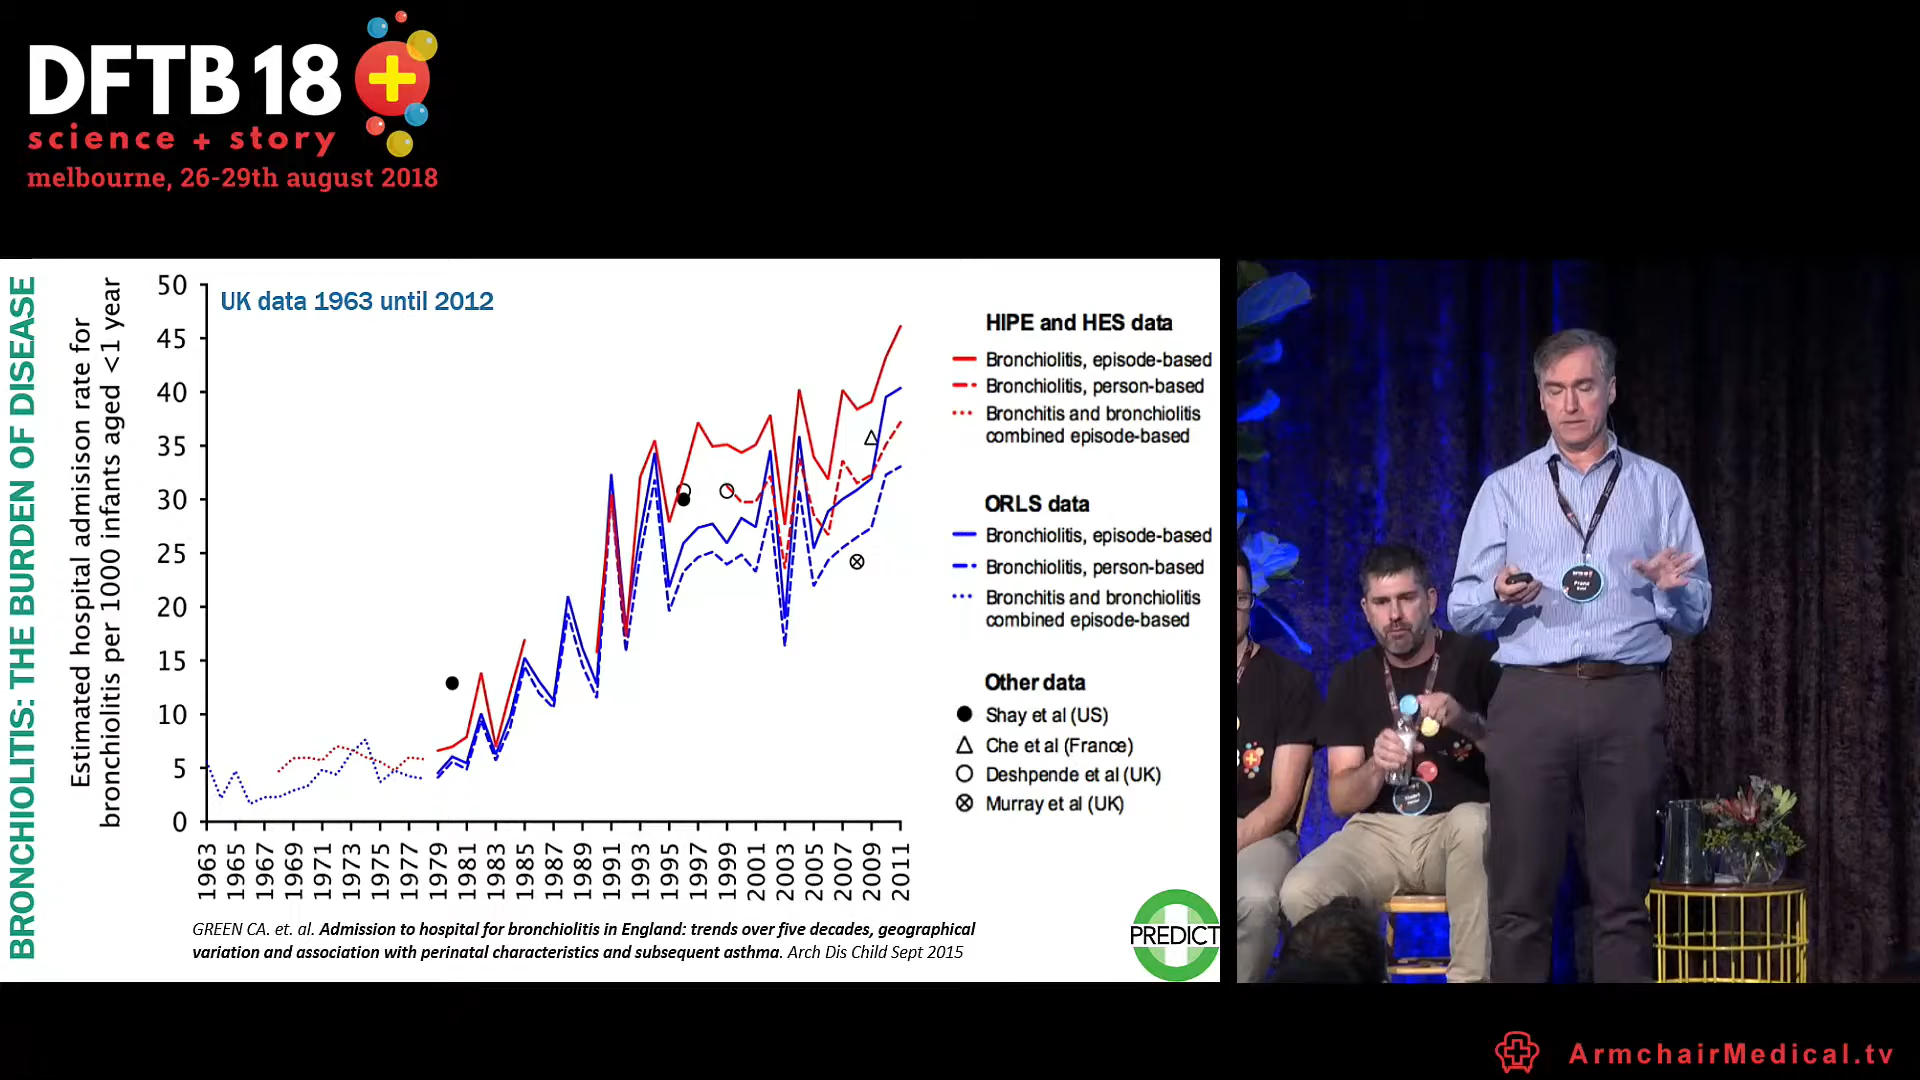 DFTB18
science + story
melbourne, 26-29th august 2018
BRONCHIOLITIS: THE BURDEN OF DISEASE
Estimated hospital admission rate for
bronchiolitis per 1000 infants aged <1 year
UK data 1963 until 2012
50
45
40
35
30
25
20
15
10
5
0
1963
1965
1967
1969
1971
1973
1975
1977
1979
1981
1983
1985
1987
1989
1991
1993
1995
1997
1999
2001
2003
2005
2007
2009
2011
HIPE and HES data
Bronchiolitis, episode-based
Bronchiolitis, person-based
Bronchitis and bronchiolitis
combined episode-based
ORLS data
Bronchiolitis, episode-based
Bronchiolitis, person-based
Bronchitis and bronchiolitis
combined episode-based
Other data
Shay et al (US)
Che et al (France)
Deshpende et al (UK)
Murray et al (UK)
GREEN CA. et. al. Admission to hospital for bronchiolitis in England: trends over five decades, geographical
variation and association with perinatal characteristics and subsequent asthma. Arch Dis Child Sept 2015
PREDICT
Franz
ArmchairMedical.tv